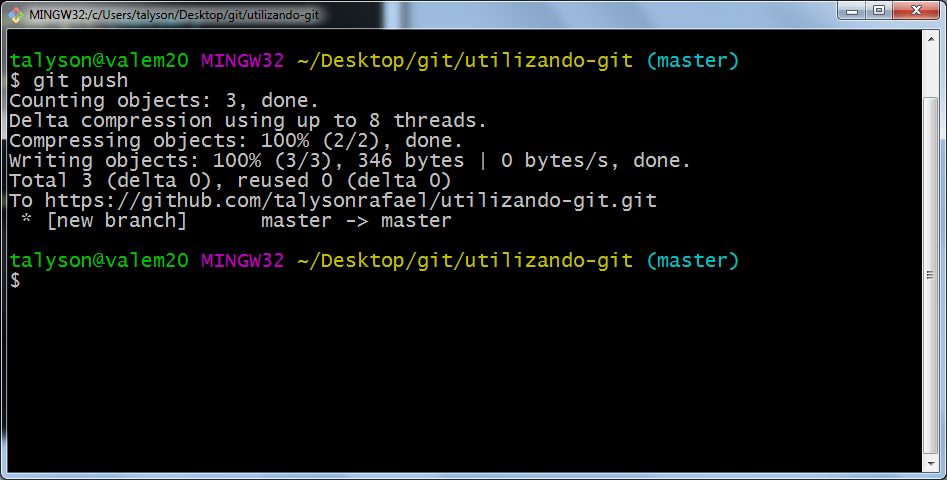 MINGW32:/c/Users/talyson/Desktop/git/utilizando-git
talyson@valem20 MINGW32 ~/Desktop/git/utilizando-git (master)
$ git push
Counting objects: 3, done.
Delta compression using up to 8 threads.
Compressing objects: 100% (2/2), done.
Writing objects: 100% (3/3), 346 bytes | 0 bytes/s, done.
Total 3 (delta 0), reused 0 (delta 0)
To https://github.com/talysonrafael/utilizando-git.git
 * [new branch]      master -> master
talyson@valem20 MINGW32 ~/Desktop/git/utilizando-git (master)
$